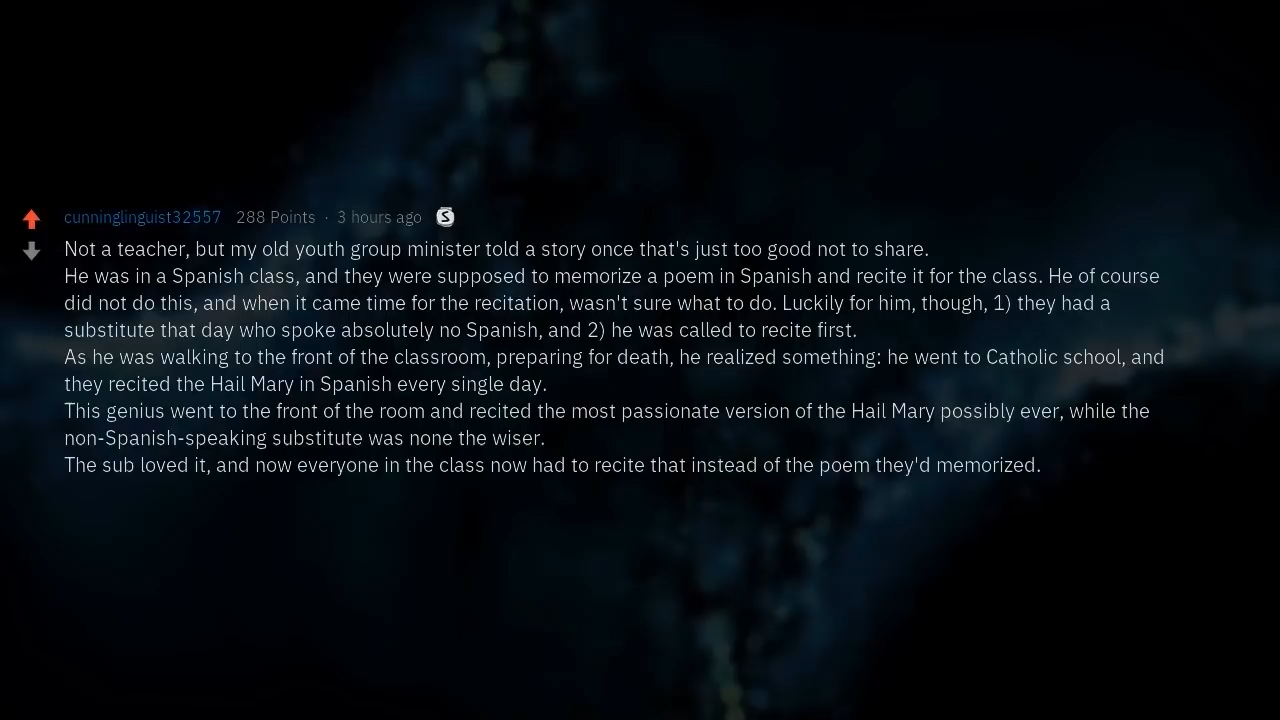 cunninglinguist32557 288 Points · 3 hours ago S
Not a teacher, but my old youth group minister told a story once that's just too good not to share.
He was in a Spanish class, and they were supposed to memorize a poem in Spanish and recite it for the class. He of course
did not do this, and when it came time for the recitation, wasn't sure what to do. Luckily for him, though, 1) they had a
substitute that day who spoke absolutely no Spanish, and 2) he was called to recite first.
As he was walking to the front of the classroom, preparing for death, he realized something: he went to Catholic school, and
they recited the Hail Mary in Spanish every single day.
This genius went to the front of the room and recited the most passionate version of the Hail Mary possibly ever, while the
non-Spanish-speaking substitute was none the wiser.
The sub loved it, and now everyone in the class now had to recite that instead of the poem they'd memorized.